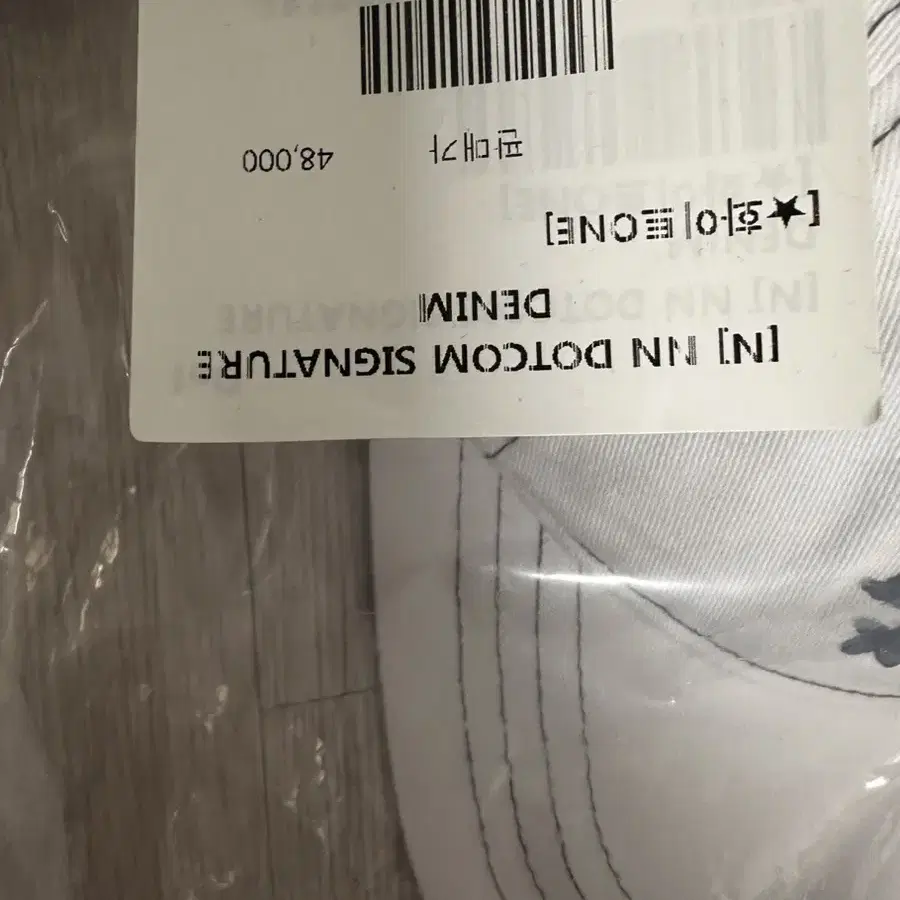 [N] NN DOTCOM SIGNATURE
DENIM
[★화이트ONE]
판매가 48,000